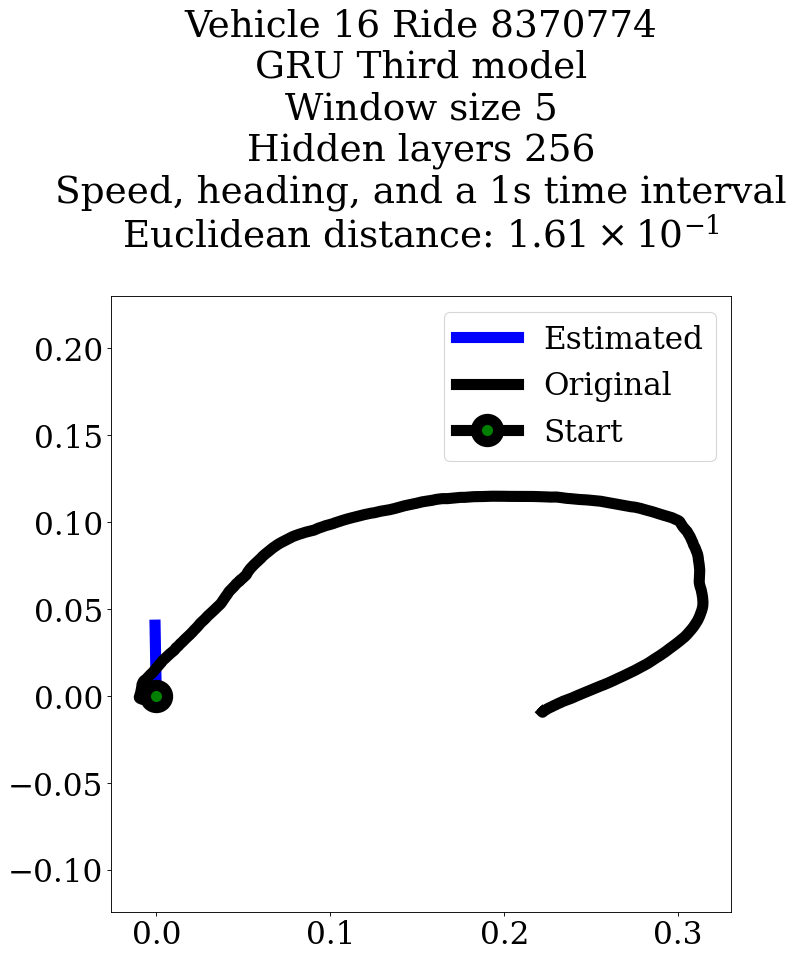 Vehicle 16 Ride 8370774
GRU Third model
Window size 5
Hidden layers 256
Speed, heading, and a 1s time interval
Euclidean distance: 1.61 × 10⁻¹
Estimated
Original
Start
0.20
0.15
0.10
0.05
0.00
−0.05
−0.10
0.0 0.1 0.2 0.3